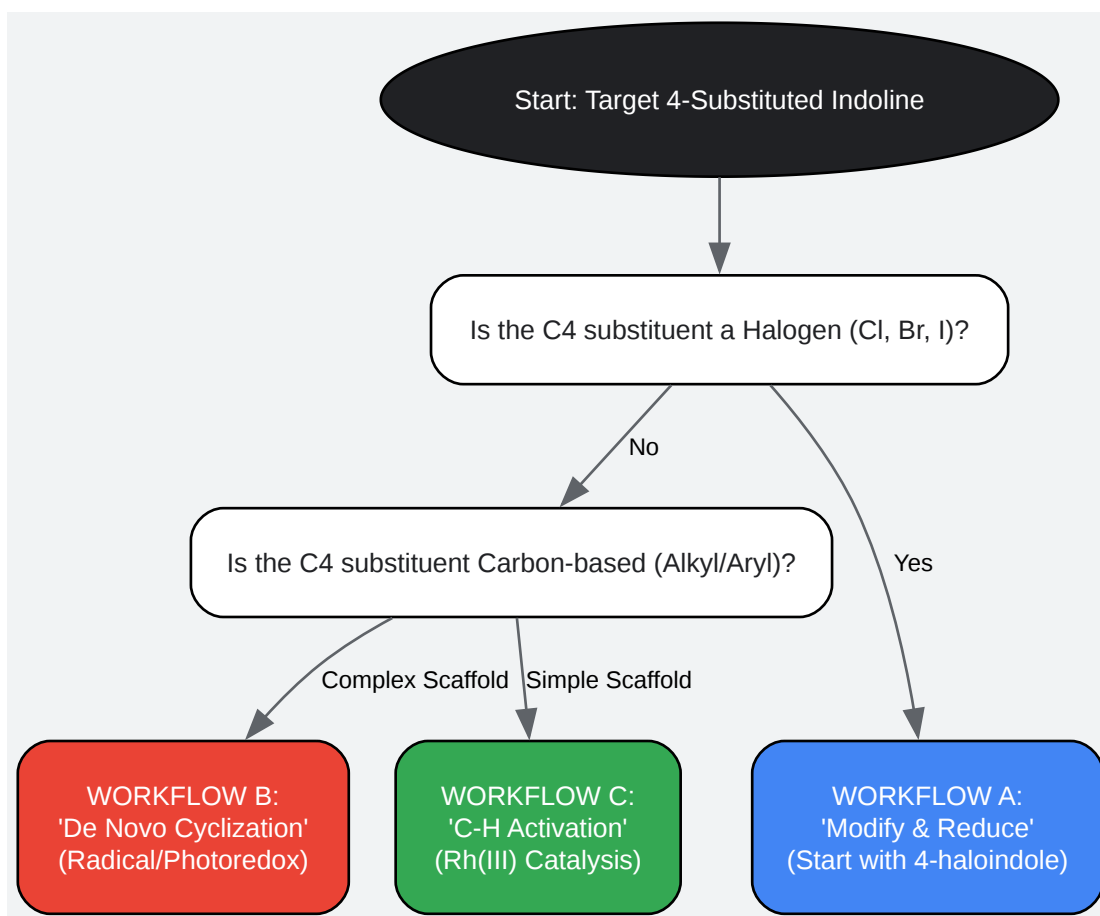 Start: Target 4-Substituted Indoline
Is the C4 substituent a Halogen (Cl, Br, I)?
No
Yes
Is the C4 substituent Carbon-based (Alkyl/Aryl)?
Complex Scaffold
Simple Scaffold
WORKFLOW B:
'De Novo Cyclization'
(Radical/Photoredox)
WORKFLOW C:
'C-H Activation'
(Rh(III) Catalysis)
WORKFLOW A:
'Modify & Reduce'
(Start with 4-haloindole)